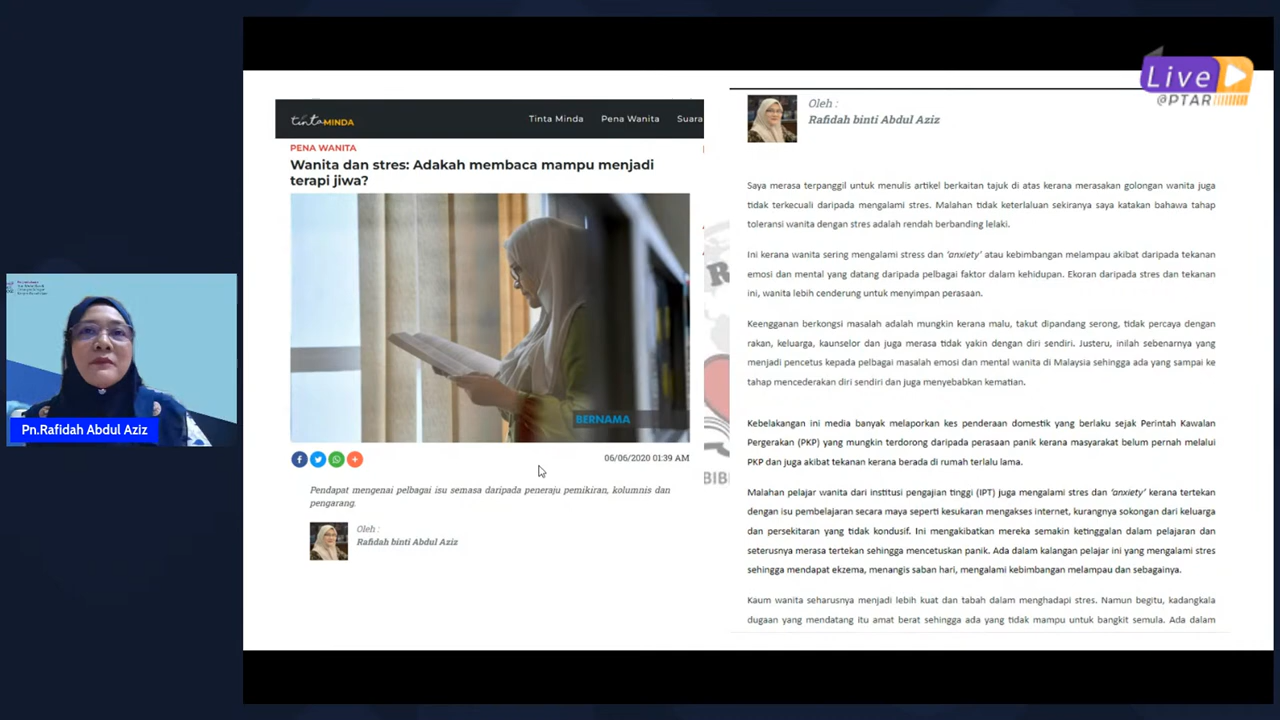 Live
@PTAR
Pn.Rafidah Abdul Aziz
tinta MINDA
Tinta Minda
Pena Wanita
Suara
PENA WANITA
Wanita dan stres: Adakah membaca mampu menjadi
terapi jiwa?
BERNAMA
06/06/2020 01:39 AM
Pendapat mengenai pelbagai isu semasa daripada peneraju pemikiran, kolumnis dan
pengarang.
Oleh :
Rafidah binti Abdul Aziz
Oleh :
Rafidah binti Abdul Aziz
Saya merasa terpanggil untuk menulis artikel berkaitan tajuk di atas kerana merasakan golongan wanita juga
tidak terkecuali daripada mengalami stres. Malahan tidak keterlaluan sekiranya saya katakan bahawa tahap
toleransi wanita dengan stres adalah rendah berbanding lelaki.
Ini kerana wanita sering mengalami stress dan 'anxiety' atau kebimbangan melampau akibat daripada tekanan
emosi dan mental yang datang daripada pelbagai faktor dalam kehidupan. Ekoran daripada stres dan tekanan
ini, wanita lebih cenderung untuk menyimpan perasaan.
Keengganan berkongsi masalah adalah mungkin kerana malu, takut dipandang serong, tidak percaya dengan
rakan, keluarga, kaunselor dan juga merasa tidak yakin dengan diri sendiri. Justeru, inilah sebenarnya yang
menjadi pencetus kepada pelbagai masalah emosi dan mental wanita di Malaysia sehingga ada yang sampai ke
tahap mencederakan diri sendiri dan juga menyebabkan kematian.
Kebelakangan ini media banyak melaporkan kes penderaan domestik yang berlaku sejak Perintah Kawalan
Pergerakan (PKP) yang mungkin terdorong daripada perasaan panik kerana masyarakat belum pernah melalui
PKP dan juga akibat tekanan kerana berada di rumah terlalu lama.
Malahan pelajar wanita dari institusi pengajian tinggi (IPT) juga mengalami stres dan 'anxiety' kerana tertekan
dengan isu pembelajaran secara maya seperti kesukaran mengakses internet, kurangnya sokongan dari keluarga
dan persekitaran yang tidak kondusif. Ini mengakibatkan mereka semakin ketinggalan dalam pelajaran dan
seterusnya merasa tertekan sehingga mencetuskan panik. Ada dalam kalangan pelajar ini yang mengalami stres
sehingga mendapat ekzema, menangis saban hari, mengalami kebimbangan melampau dan sebagainya.
Kaum wanita seharusnya menjadi lebih kuat dan tabah dalam menghadapi stres. Namun begitu, kadangkala
dugaan yang mendatang itu amat berat sehingga ada yang tidak mampu untuk bangkit semula. Ada dalam